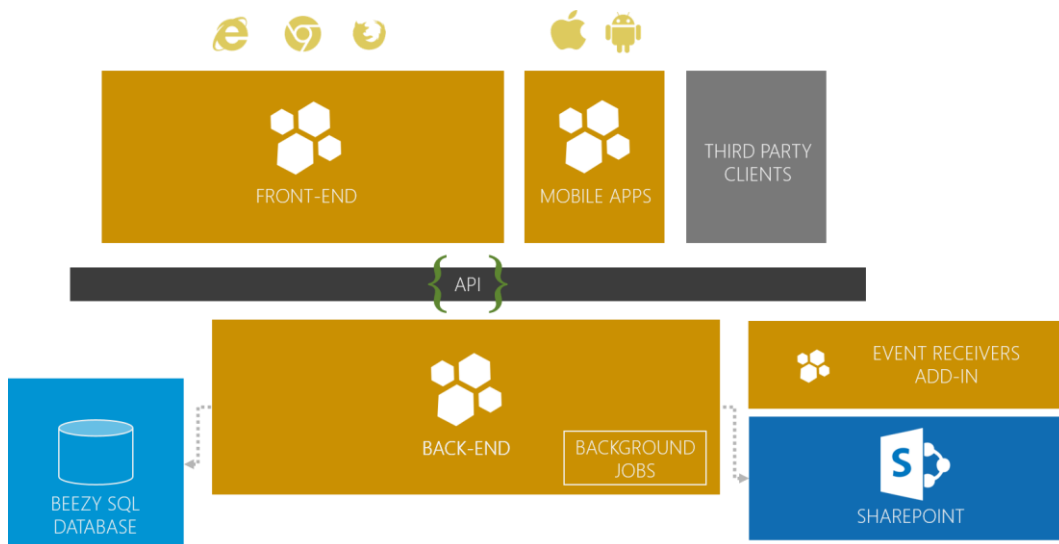 FRONT-END
MOBILE APPS
THIRD PARTY
CLIENTS
{ API }
BACK-END
BACKGROUND
JOBS
EVENT RECEIVERS
ADD-IN
BEEZY SQL
DATABASE
S
SHAREPOINT